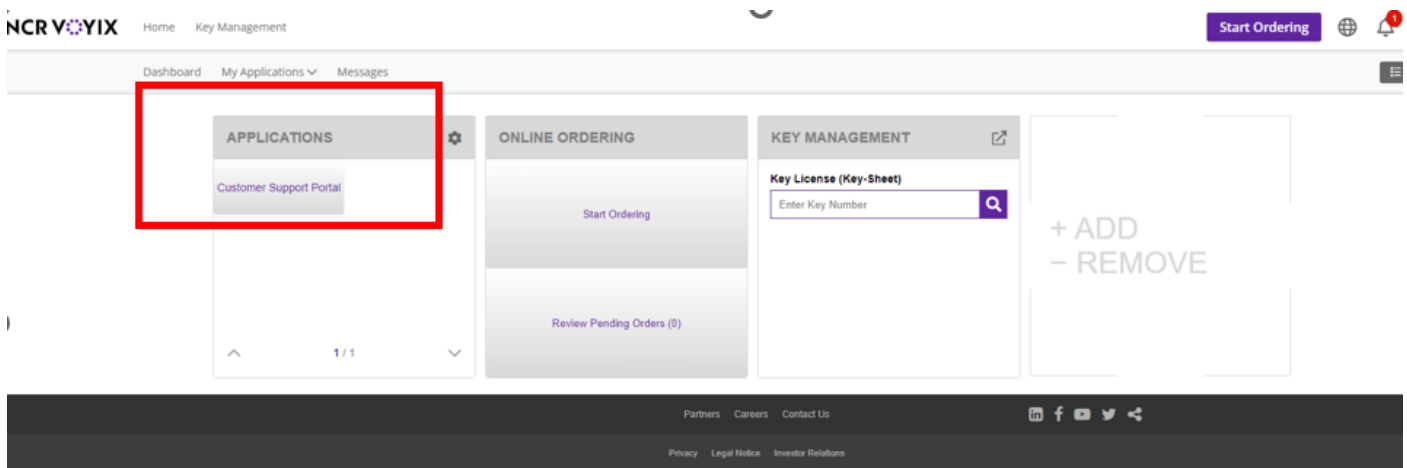 NCR VOYIX
Home Key Management
Start Ordering
1
Dashboard My Applications Messages
APPLICATIONS
Customer Support Portal
1 / 1
ONLINE ORDERING
Start Ordering
Review Pending Orders (0)
KEY MANAGEMENT
Key License (Key-Sheet)
Enter Key Number
+ ADD
− REMOVE
Partners Careers Contact Us
Privacy Legal Notice Investor Relations